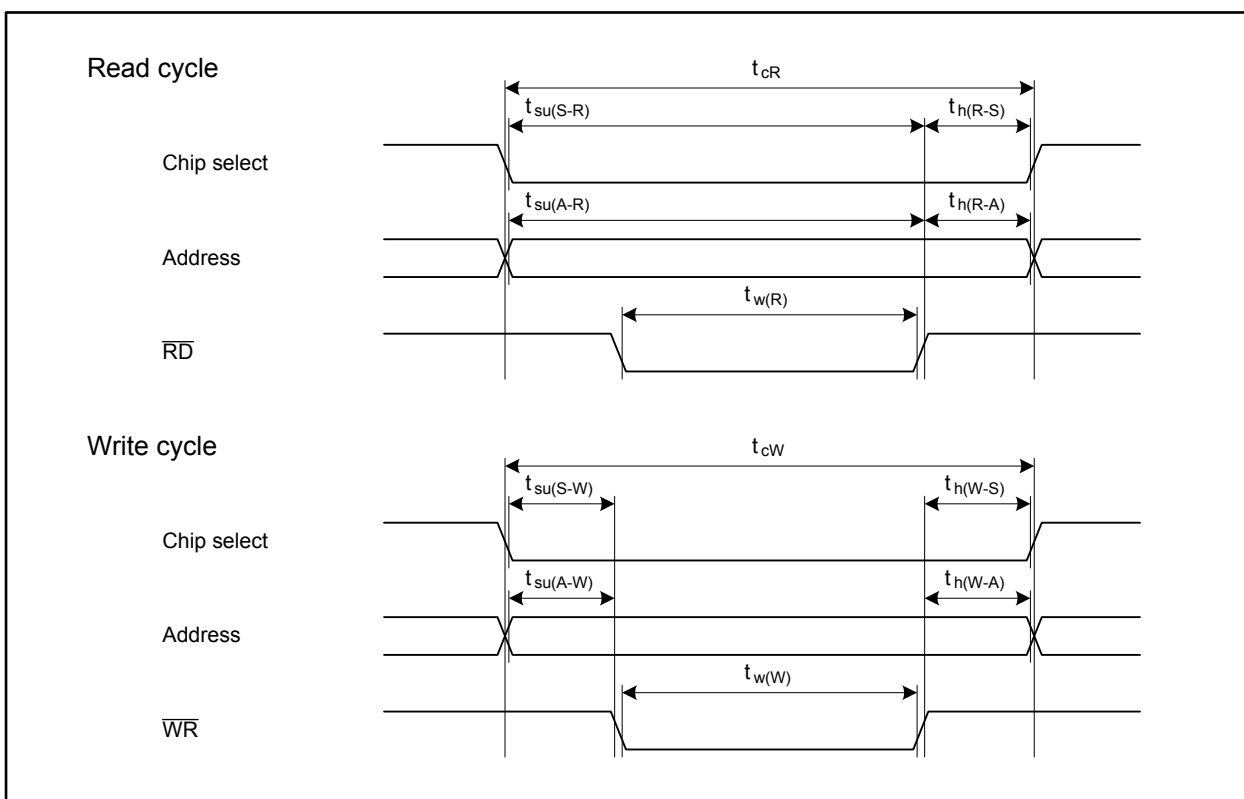 Read cycle
t cR
t su(S-R) t h(R-S)
Chip select
t su(A-R) t h(R-A)
Address
t w(R)
RD
Write cycle
t cW
t su(S-W) t h(W-S)
Chip select
t su(A-W) t h(W-A)
Address
t w(W)
WR